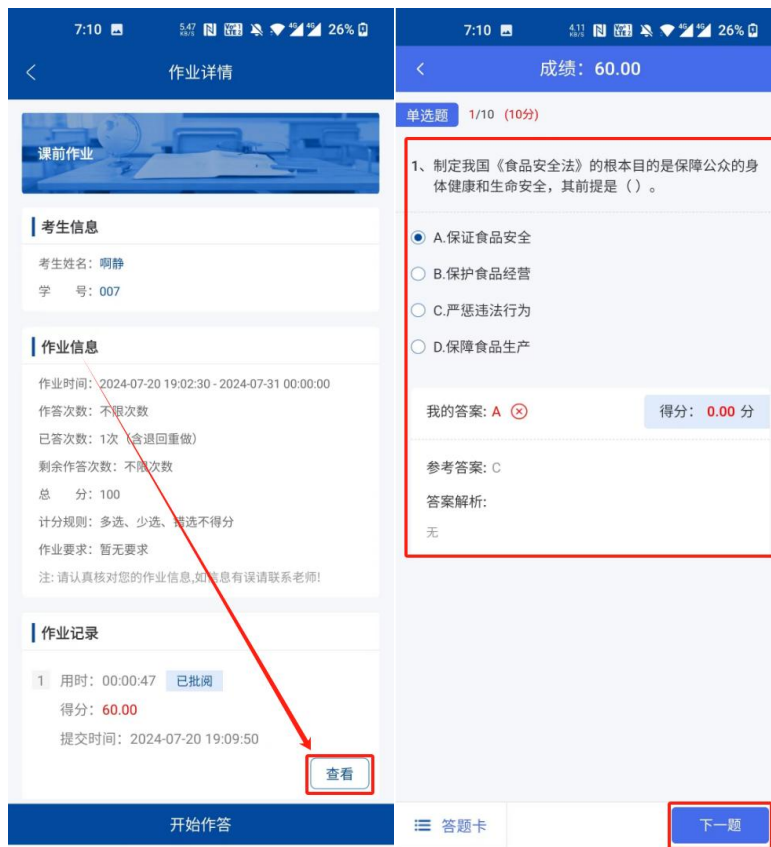 7:10 5.47 KB/S 26%
作业详情
课前作业
考生信息
考生姓名：啊静
学 号：007
作业信息
作业时间：2024-07-20 19:02:30 - 2024-07-31 00:00:00
作答次数：不限次数
已答次数：1次（含退回重做）
剩余作答次数：不限次数
总 分：100
计分规则：多选、少选、错选不得分
作业要求：暂无要求
注: 请认真核对您的作业信息,如信息有误请联系老师!
作业记录
1 用时：00:00:47 已批阅
得分：60.00
提交时间：2024-07-20 19:09:50
查看
开始作答
7:10 4.11 KB/S 26%
成绩：60.00
单选题 1/10 (10分)
1、制定我国《食品安全法》的根本目的是保障公众的身
体健康和生命安全，其前提是（ ）。
A.保证食品安全
B.保护食品经营
C.严惩违法行为
D.保障食品生产
我的答案: A 得分： 0.00 分
参考答案: C
答案解析:
无
答题卡 下一题